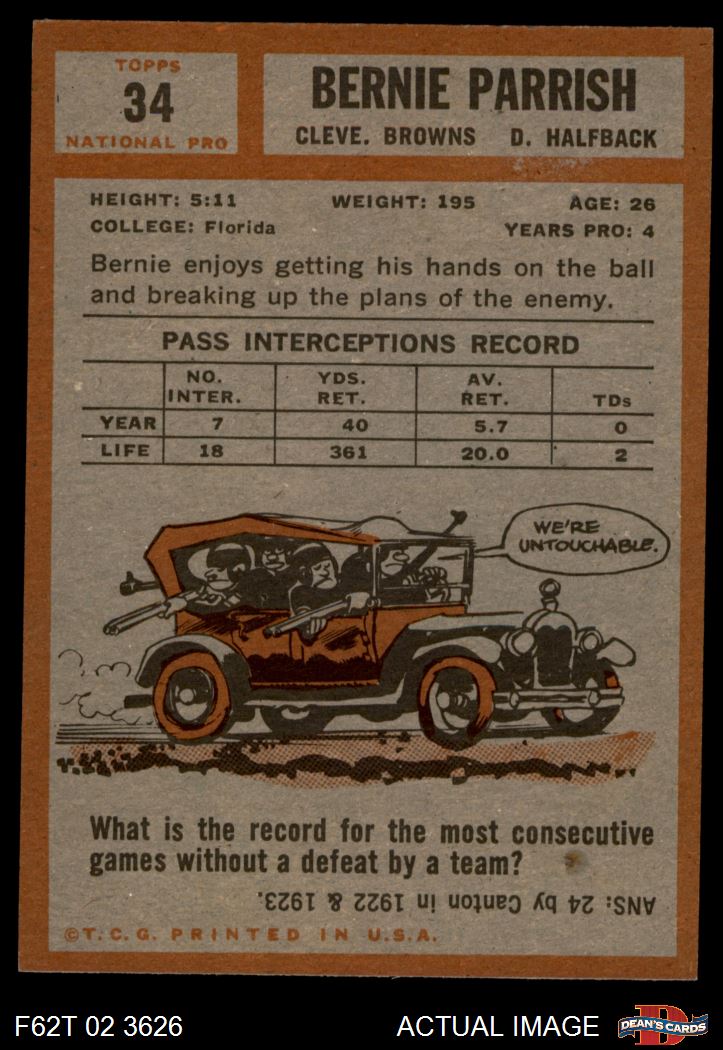 TOPPS
34
NATIONAL PRO
BERNIE PARRISH
CLEVE. BROWNS D. HALFBACK
HEIGHT: 5:11 WEIGHT: 195 AGE: 26
COLLEGE: Florida YEARS PRO: 4
Bernie enjoys getting his hands on the ball
and breaking up the plans of the enemy.
PASS INTERCEPTIONS RECORD
NO. INTER. YDS. RET. AV. RET. TDs
YEAR 7 40 5.7 0
LIFE 18 361 20.0 2
WE'RE
UNTOUCHABLE.
What is the record for the most consecutive
games without a defeat by a team?
ANS: 24 by Canton in 1922 & 1923.
©T.C.G. PRINTED IN U.S.A.
F62T 02 3626 ACTUAL IMAGE D DEAN'S CARDS